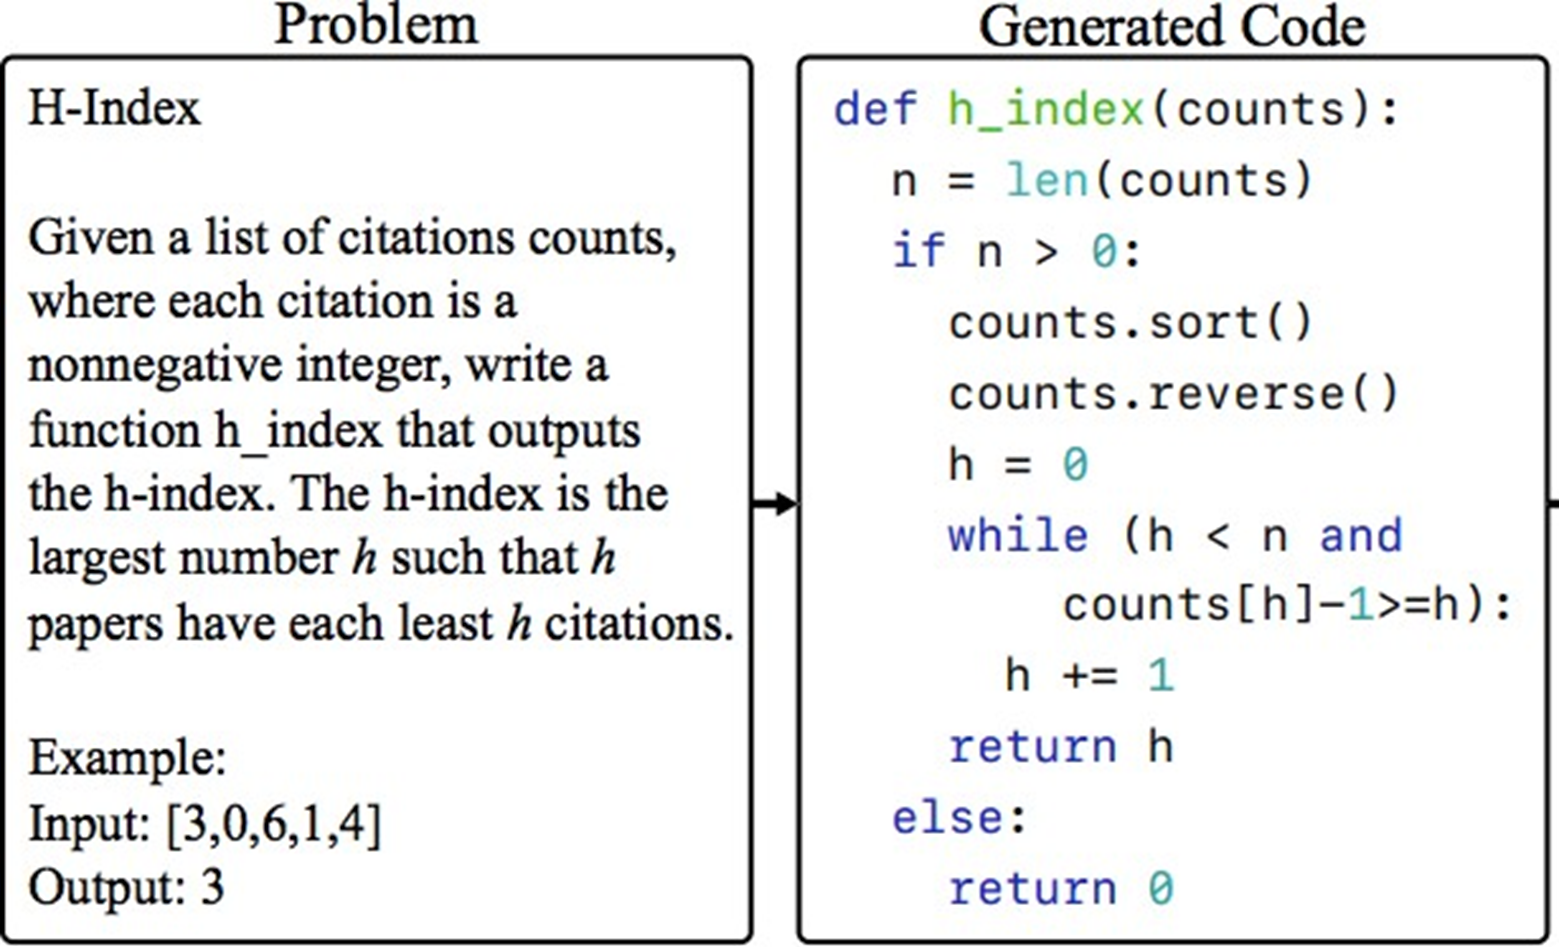 Problem
H-Index
Given a list of citations counts,
where each citation is a
nonnegative integer, write a
function h_index that outputs
the h-index. The h-index is the
largest number h such that h
papers have each least h citations.
Example:
Input: [3,0,6,1,4]
Output: 3
Generated Code
def h_index(counts):
n = len(counts)
if n > 0:
counts.sort()
counts.reverse()
h = 0
while (h < n and
counts[h]-1>=h):
h += 1
return h
else:
return 0